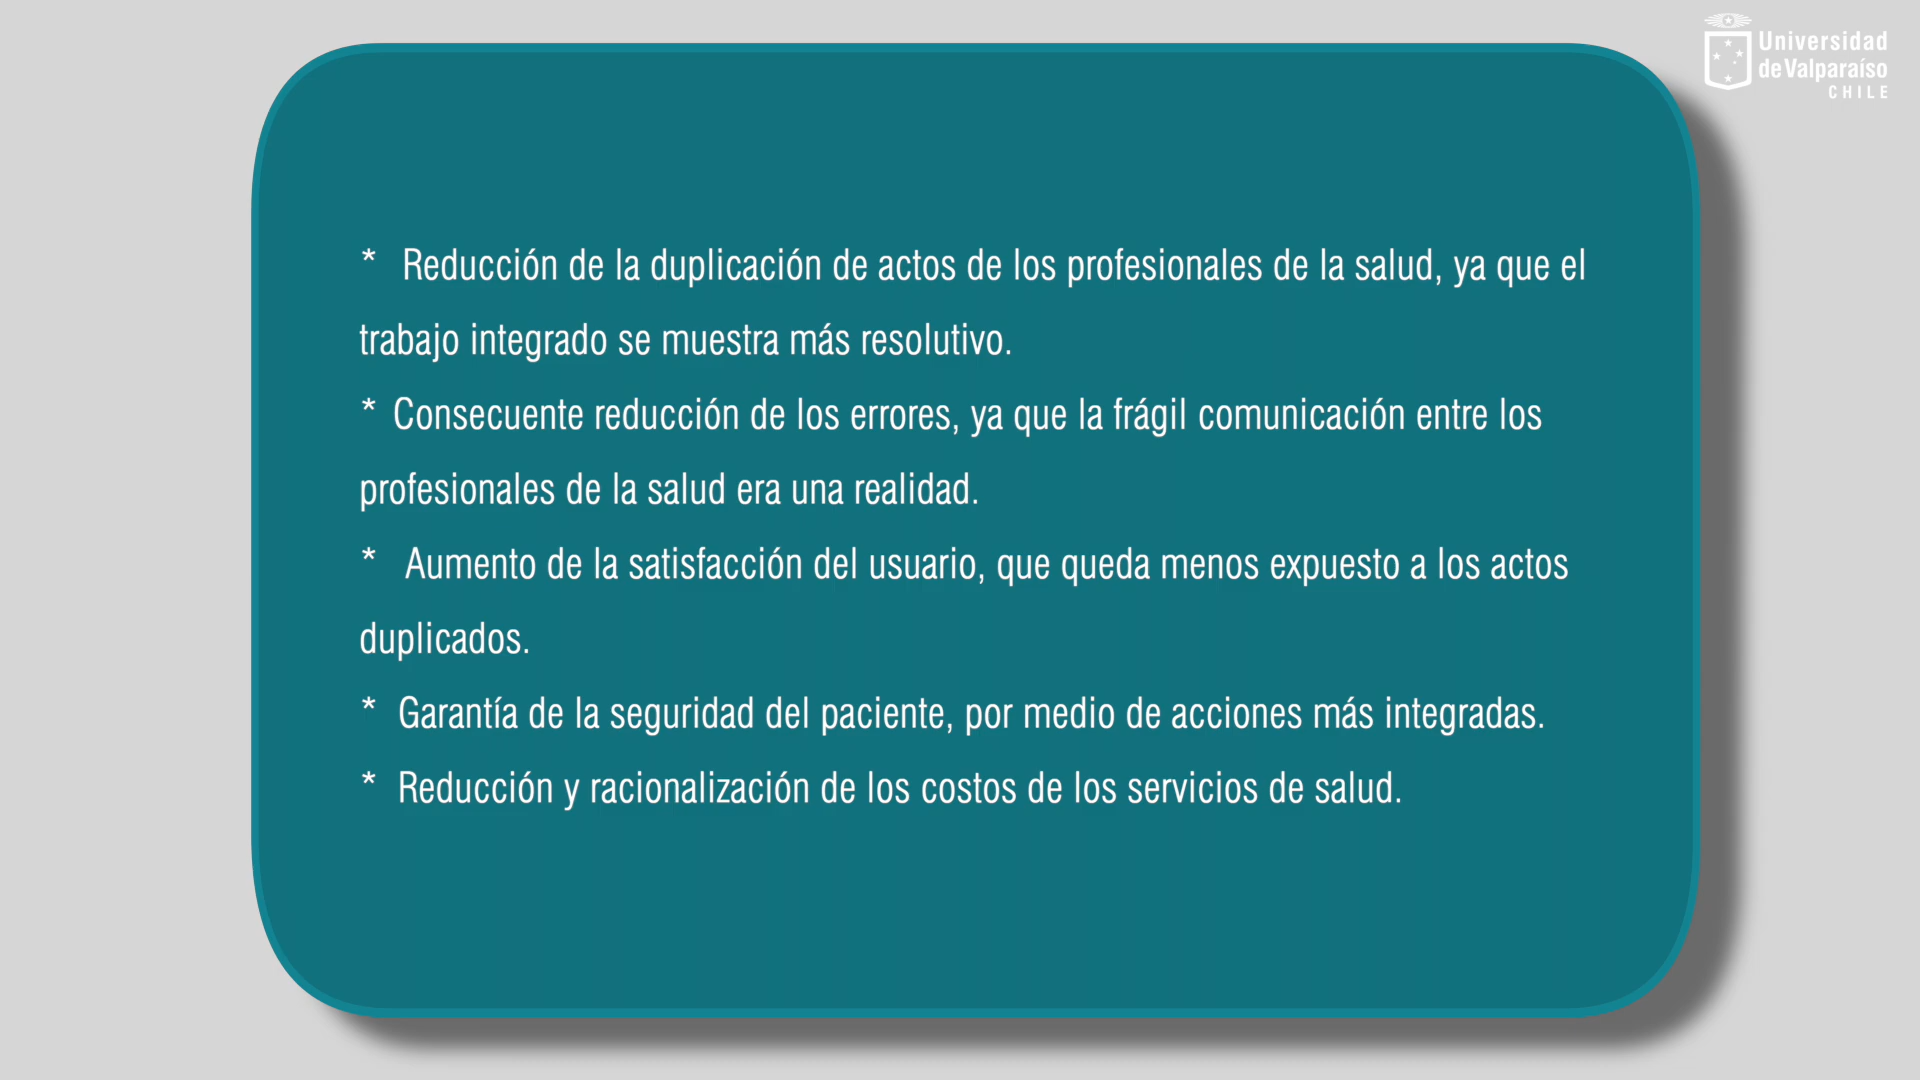 Universidad
de Valparaíso
CHILE
* Reducción de la duplicación de actos de los profesionales de la salud, ya que el
trabajo integrado se muestra más resolutivo.
* Consecuente reducción de los errores, ya que la frágil comunicación entre los
profesionales de la salud era una realidad.
* Aumento de la satisfacción del usuario, que queda menos expuesto a los actos
duplicados.
* Garantía de la seguridad del paciente, por medio de acciones más integradas.
* Reducción y racionalización de los costos de los servicios de salud.